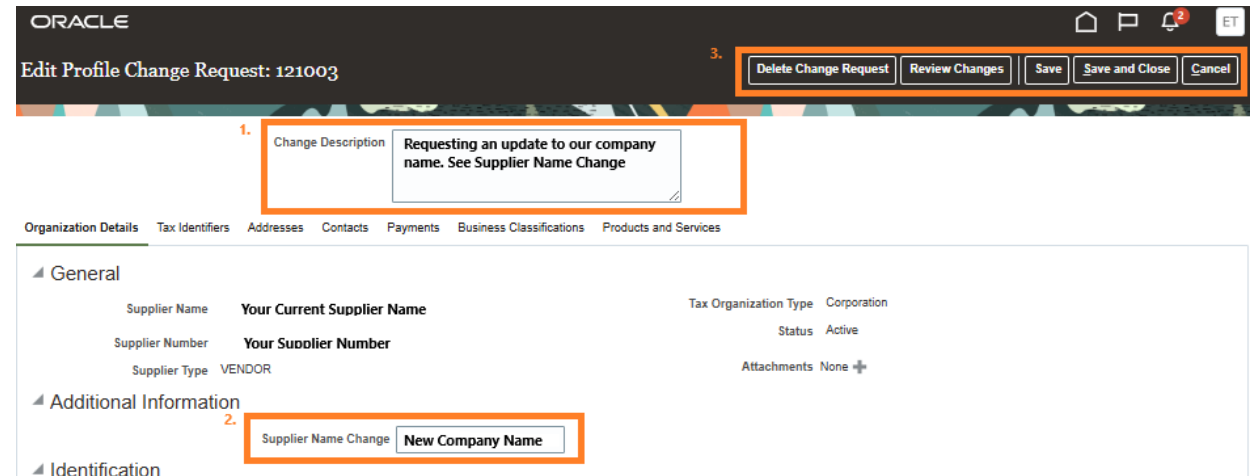 ORACLE
2
ET
Edit Profile Change Request: 121003
3.
Delete Change Request
Review Changes
Save
Save and Close
Cancel
1.
Change Description
Requesting an update to our company
name. See Supplier Name Change
Organization Details Tax Identifiers Addresses Contacts Payments Business Classifications Products and Services
General
Supplier Name Your Current Supplier Name
Tax Organization Type Corporation
Status Active
Supplier Number Your Supplier Number
Supplier Type VENDOR
Attachments None
Additional Information
2.
Supplier Name Change New Company Name
Identification